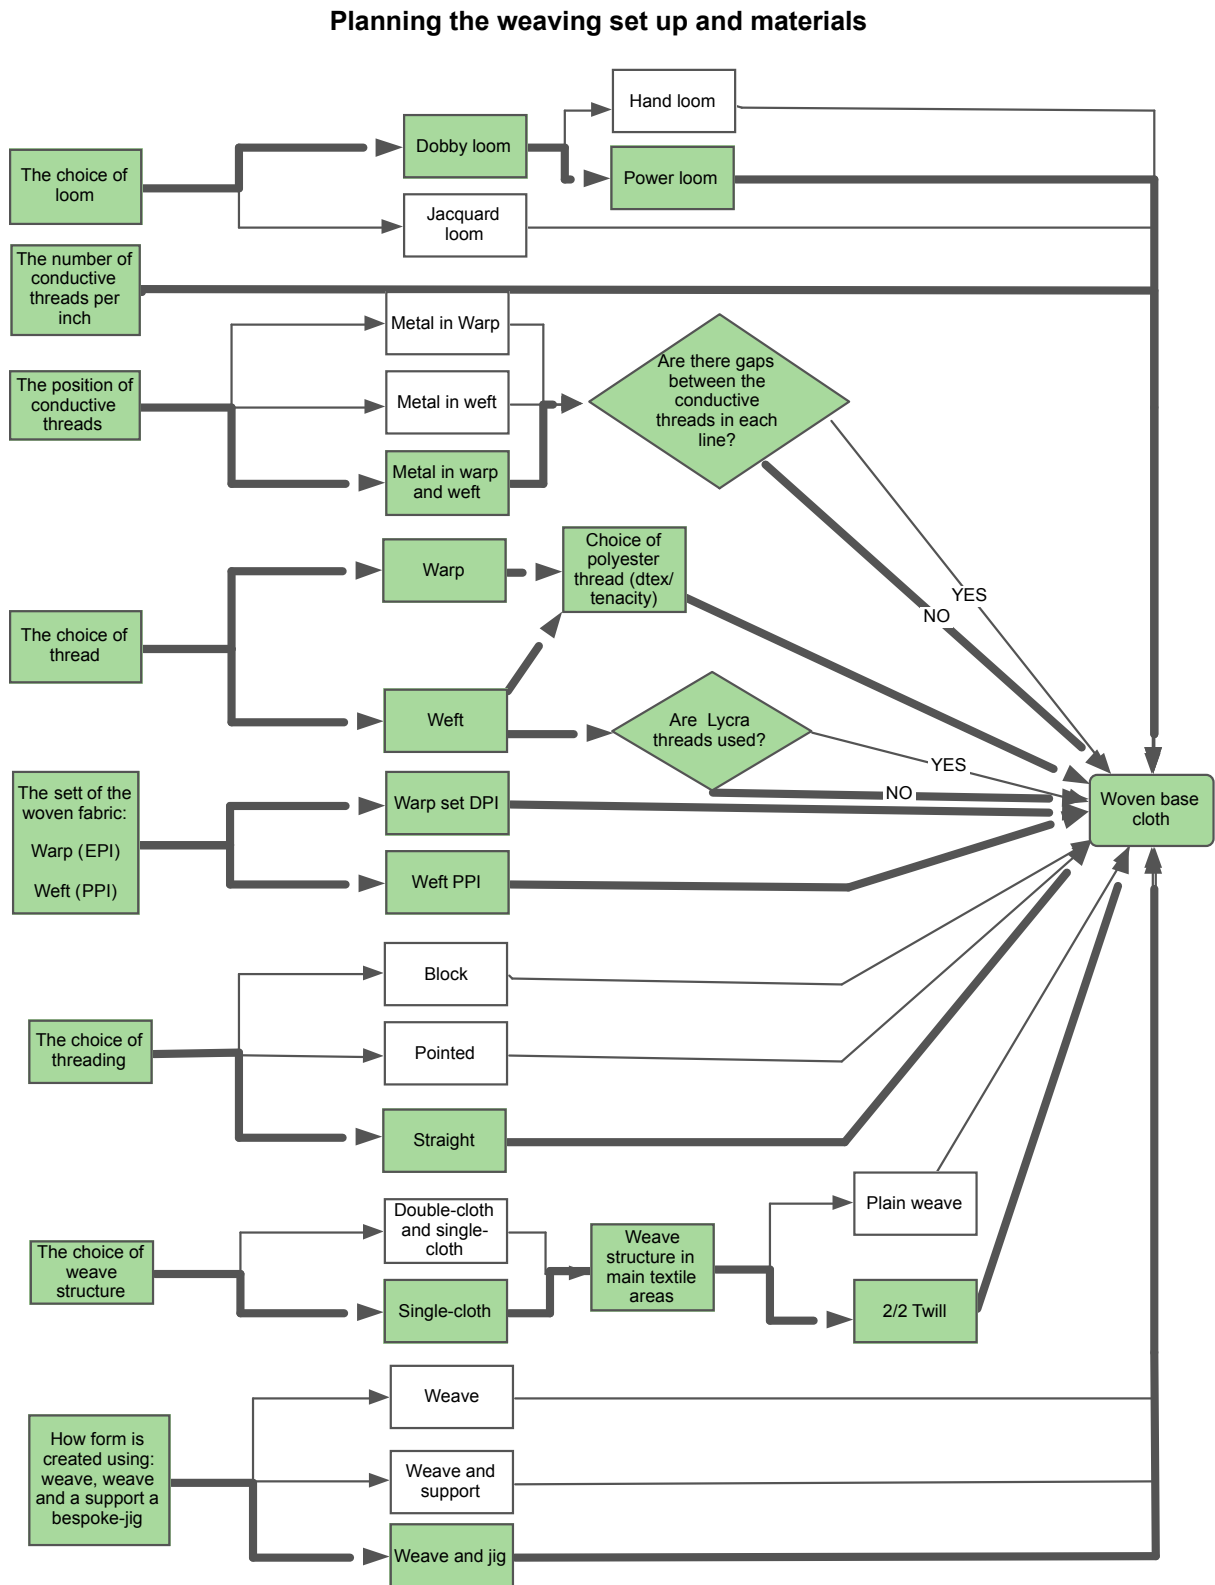 Planning the weaving set up and materials
Hand loom
Dobby loom
Power loom
The choice of
loom
Jacquard
loom
The number of
conductive
threads per
inch
Metal in Warp
Are there gaps
between the
conductive
threads in each
line?
The position of
conductive
threads
Metal in weft
Metal in warp
and weft
YES
NO
Warp
Choice of
polyester
thread (dtex/
tenacity)
The choice of
thread
Weft
Are Lycra
threads used?
YES
NO
The sett of the
woven fabric:
Warp (EPI)
Weft (PPI)
Warp set DPI
Weft PPI
Woven base
cloth
Block
The choice of
threading
Pointed
Straight
Double-cloth
and single-
cloth
The choice of
weave
structure
Single-cloth
Weave
structure in
main textile
areas
Plain weave
2/2 Twill
Weave
How form is
created using:
weave, weave
and a support a
bespoke-jig
Weave and
support
Weave and jig